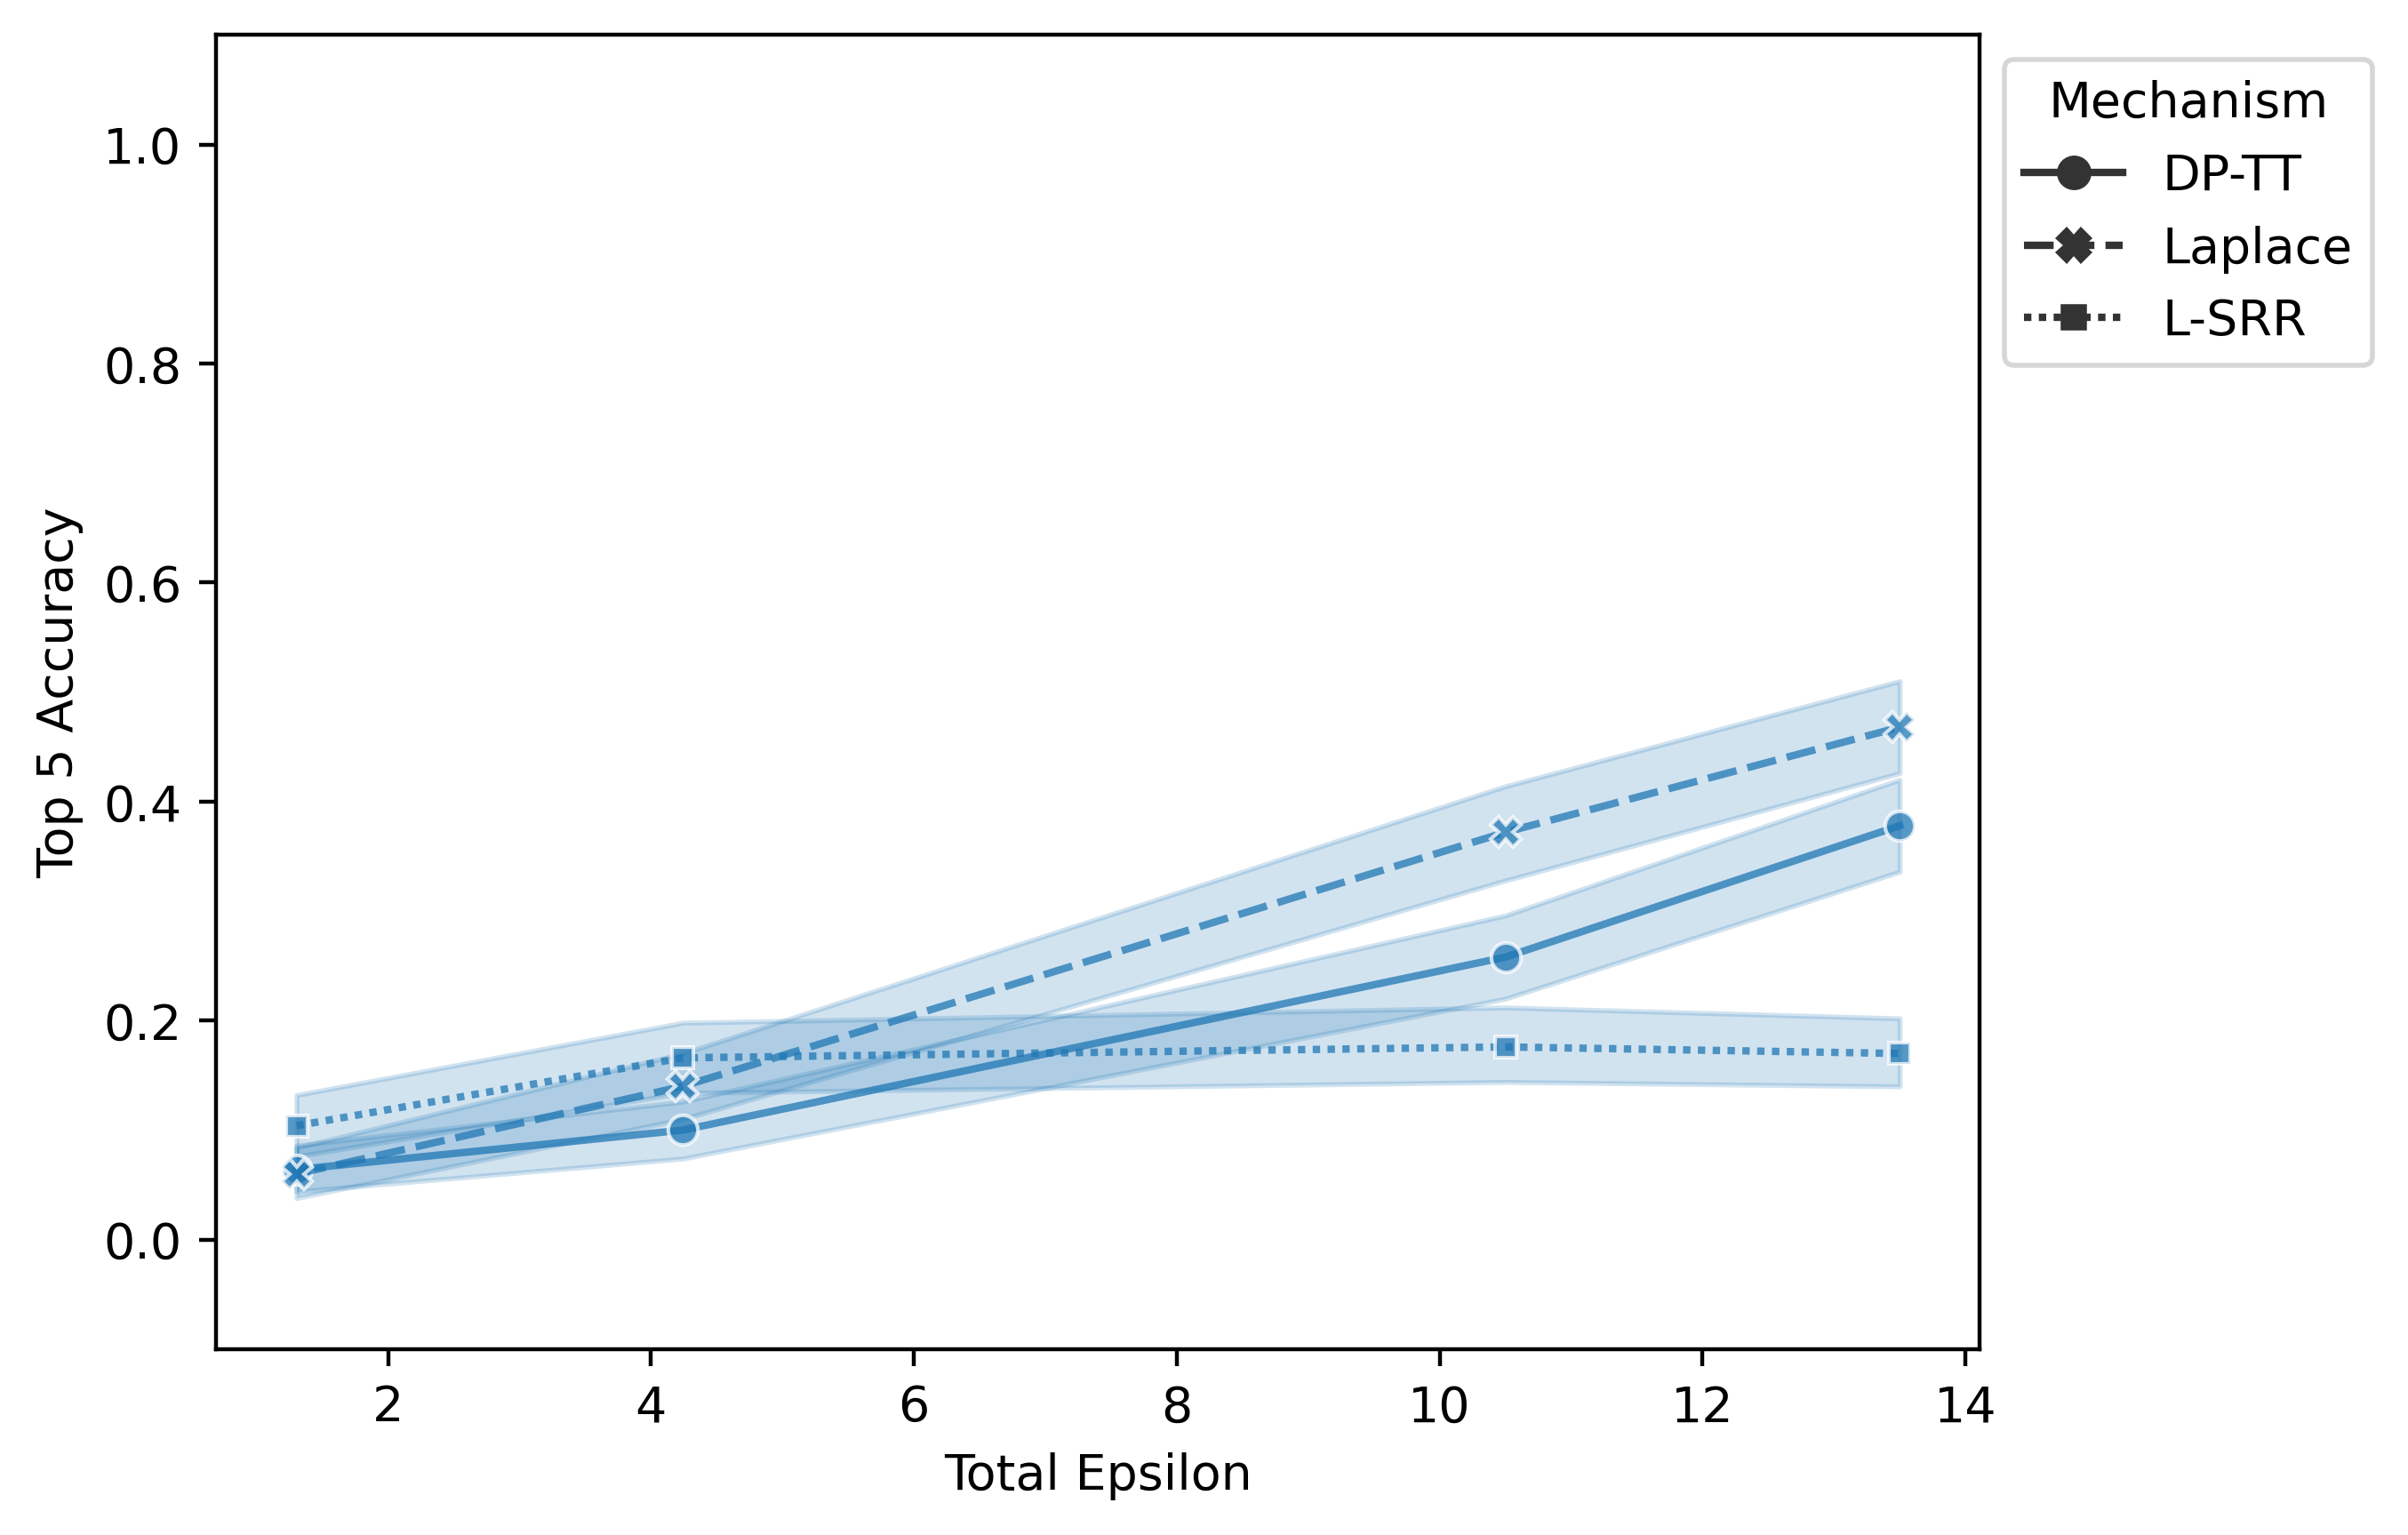 Mechanism
DP-TT
Laplace
L-SRR
Top 5 Accuracy
1.0
0.8
0.6
0.4
0.2
0.0
2 4 6 8 10 12 14
Total Epsilon